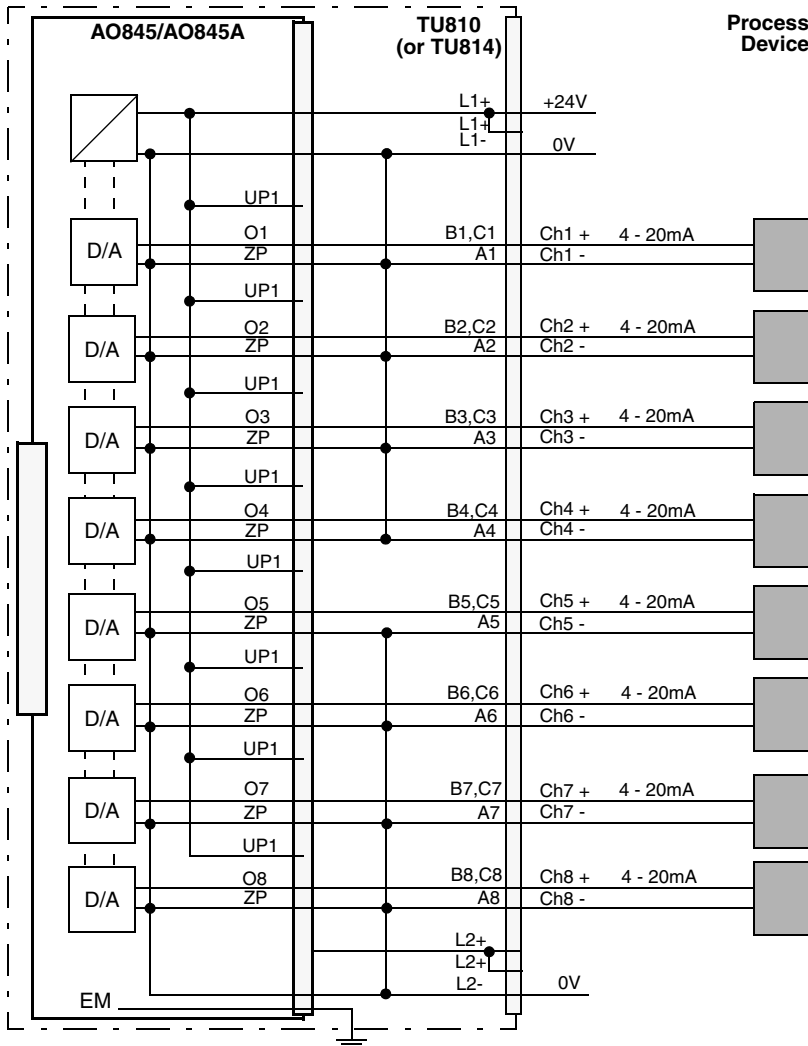 AO845/AO845A
TU810
(or TU814)
Process
Device
L1+
+24V
L1+
L1-
0V
UP1
D/A
O1
B1,C1
Ch1 +
4 - 20mA
ZP
A1
Ch1 -
UP1
D/A
O2
B2,C2
Ch2 +
4 - 20mA
ZP
A2
Ch2 -
UP1
D/A
O3
B3,C3
Ch3 +
4 - 20mA
ZP
A3
Ch3 -
UP1
D/A
O4
B4,C4
Ch4 +
4 - 20mA
ZP
A4
Ch4 -
UP1
D/A
O5
B5,C5
Ch5 +
4 - 20mA
ZP
A5
Ch5 -
UP1
D/A
O6
B6,C6
Ch6 +
4 - 20mA
ZP
A6
Ch6 -
UP1
D/A
O7
B7,C7
Ch7 +
4 - 20mA
ZP
A7
Ch7 -
UP1
D/A
O8
B8,C8
Ch8 +
4 - 20mA
ZP
A8
Ch8 -
L2+
L2+
L2-
0V
EM